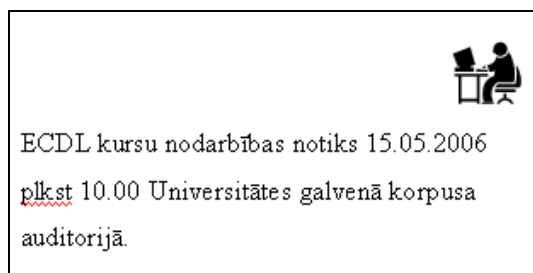 ECDL kursu nodarbības notiks 15.05.2006
plkst 10.00 Universitātes galvenā korpusa
auditorijā.